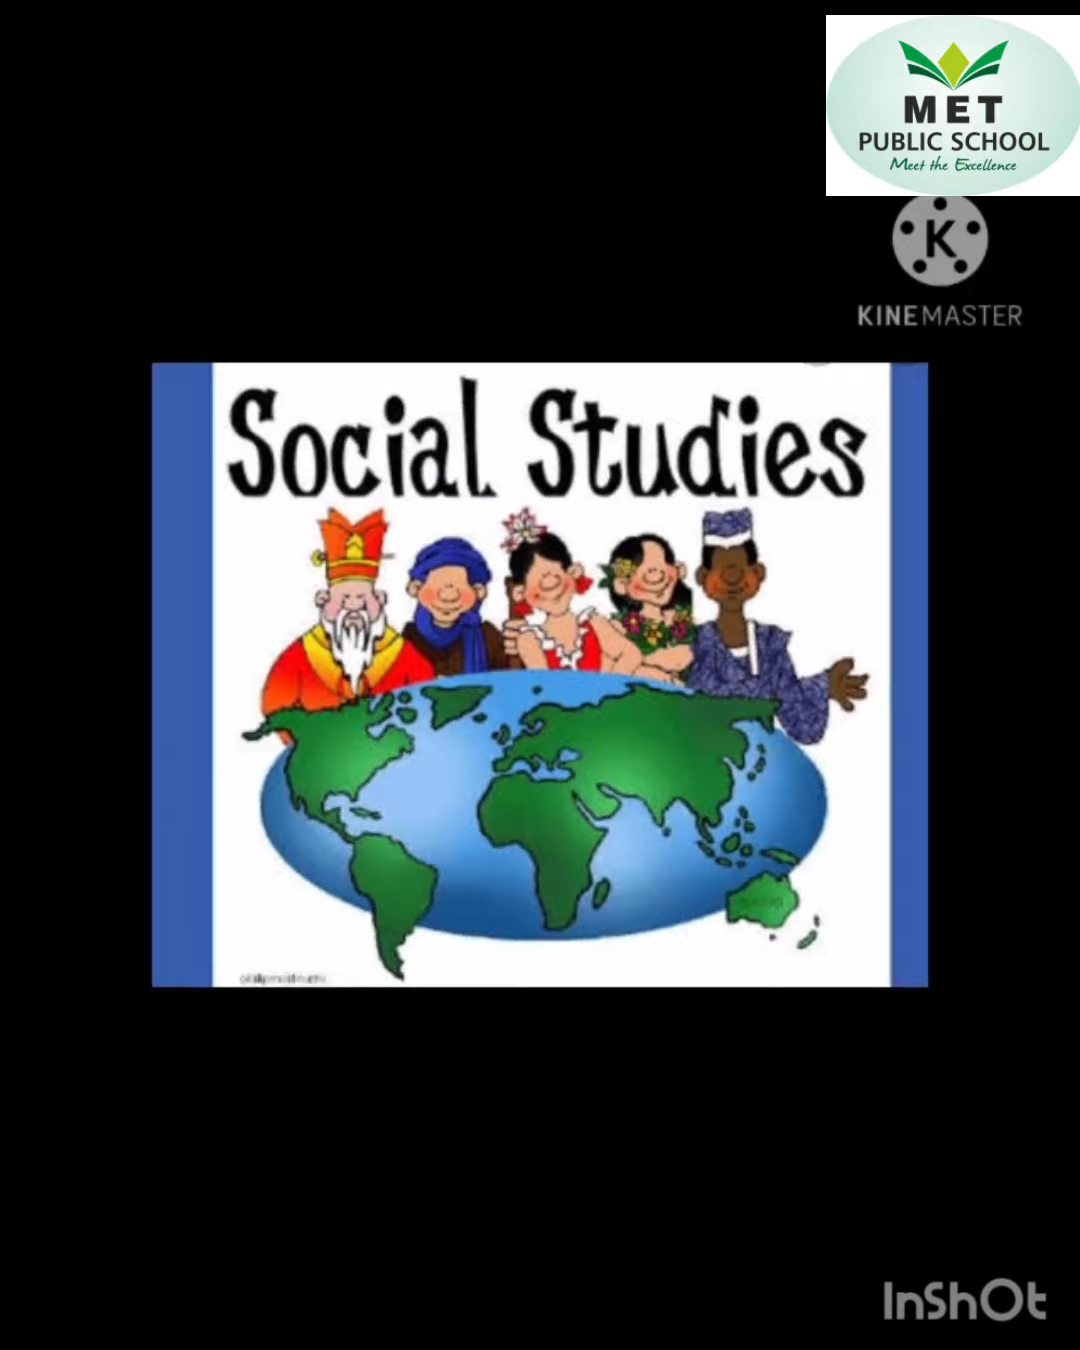 MET
PUBLIC SCHOOL
Meet the Excellence
K
KINEMASTER
Social Studies
InShOt